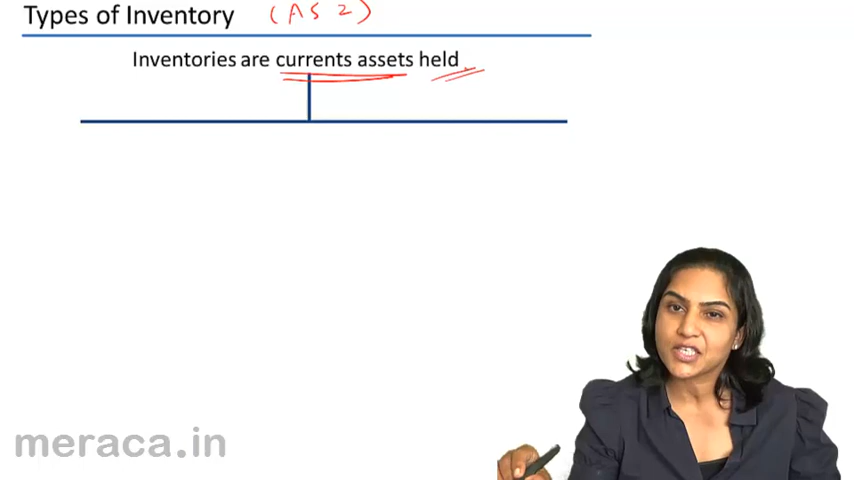 Types of Inventory (AS 2)
Inventories are currents assets held
meraca.in